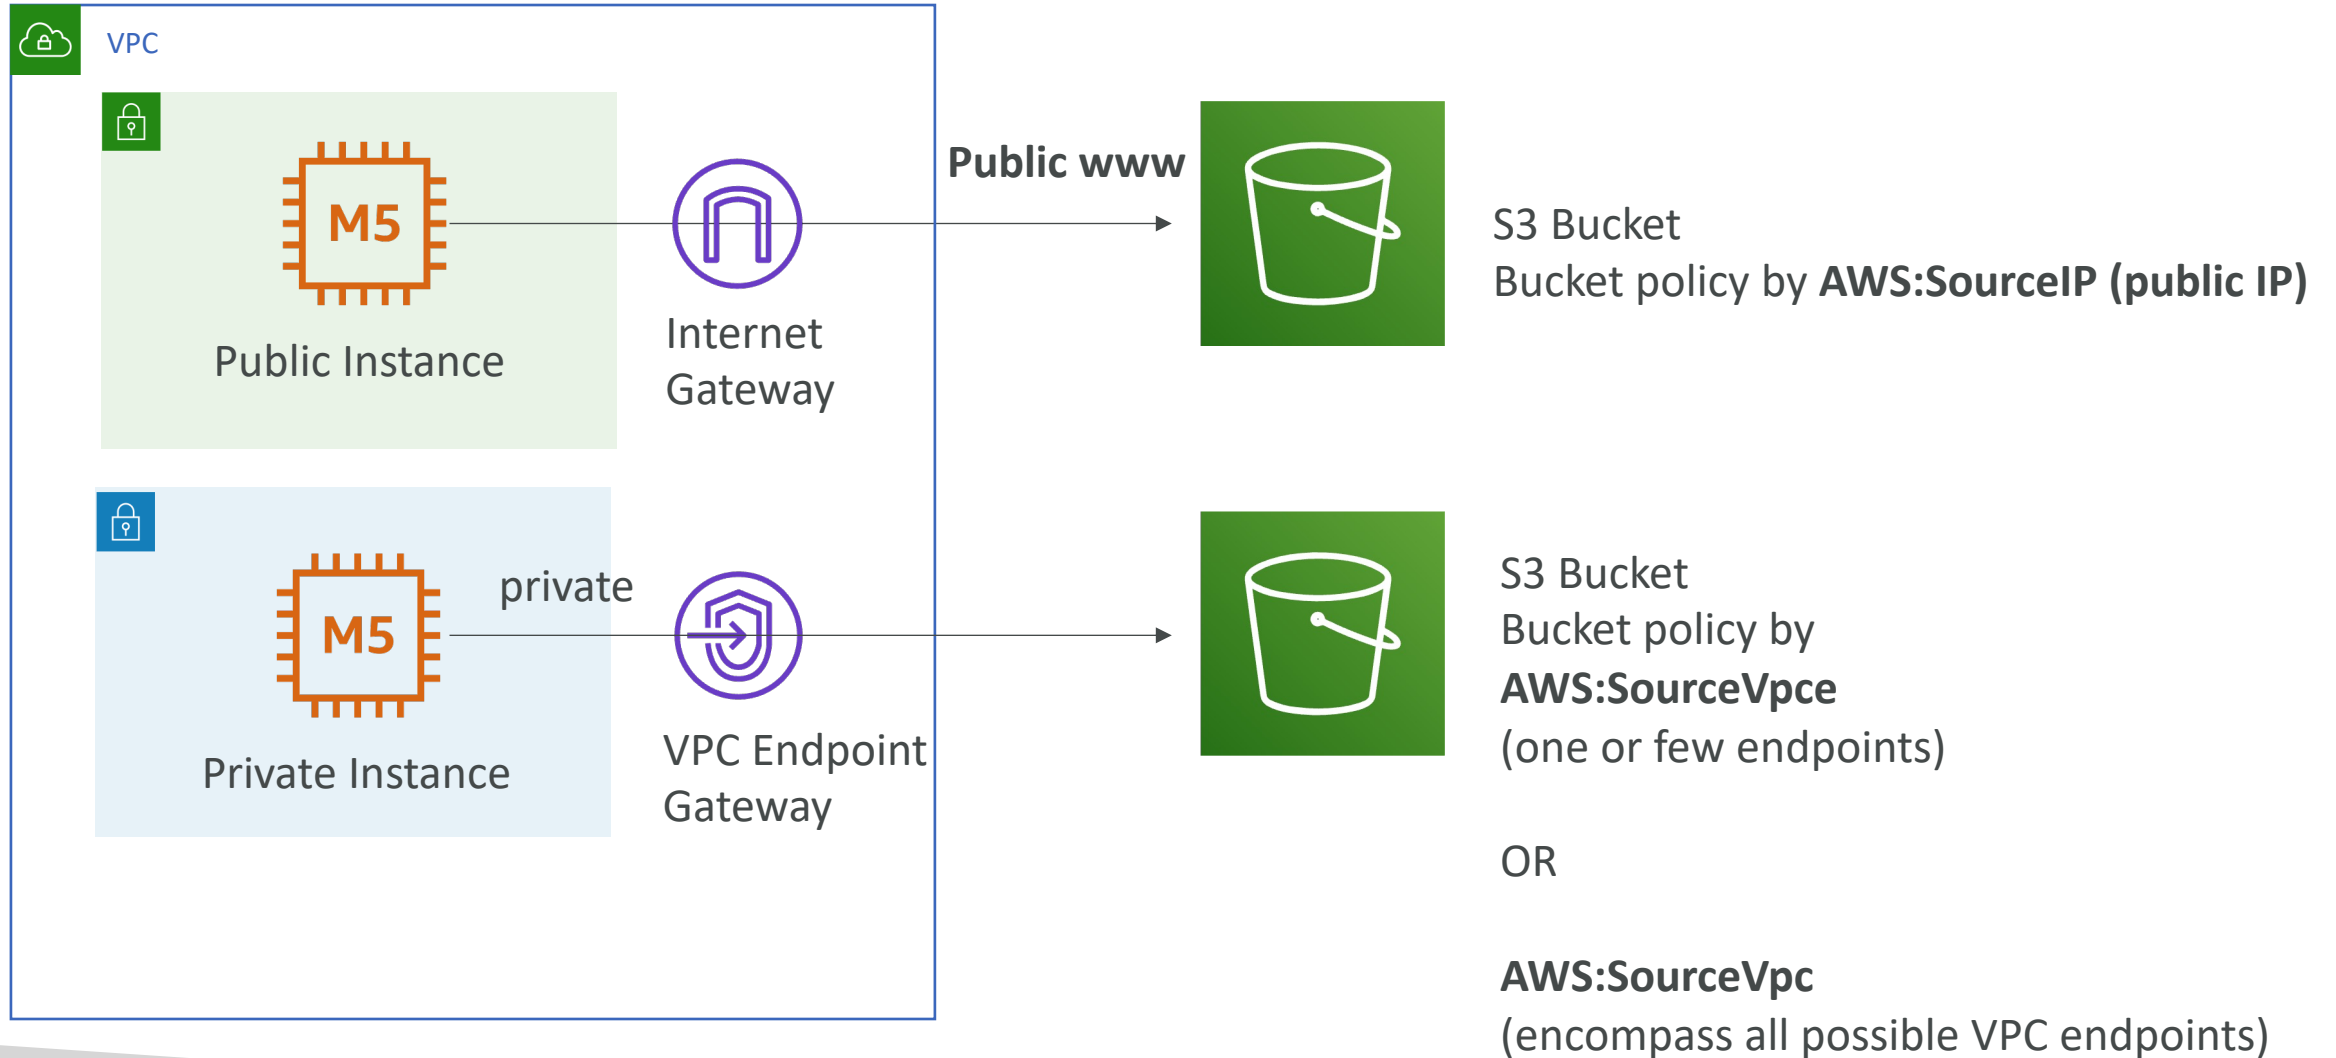 VPC
M5
Public Instance
Internet
Gateway
Public www
S3 Bucket
Bucket policy by AWS:SourceIP (public IP)
M5
Private Instance
private
VPC Endpoint
Gateway
S3 Bucket
Bucket policy by
AWS:SourceVpce
(one or few endpoints)
OR
AWS:SourceVpc
(encompass all possible VPC endpoints)